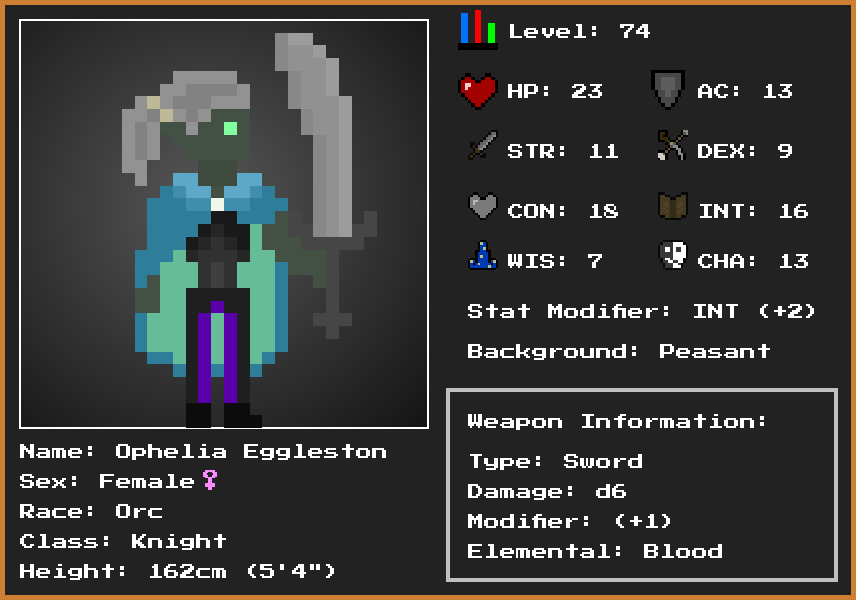 Level: 74
HP: 23
AC: 13
STR: 11
DEX: 9
CON: 18
INT: 16
WIS: 7
CHA: 13
Stat Modifier: INT (+2)
Background: Peasant
Weapon Information:
Type: Sword
Damage: d6
Modifier: (+1)
Elemental: Blood
Name: Ophelia Eggleston
Sex: Female♀
Race: Orc
Class: Knight
Height: 162cm (5'4")